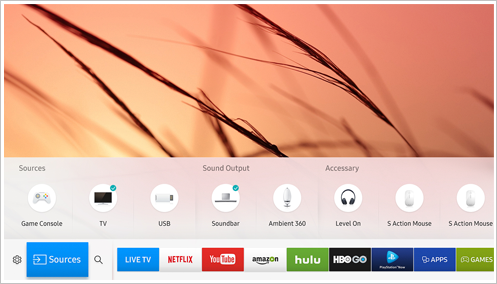 Sources Sound Output Accessary
Game Console TV USB Soundbar Ambient 360 Level On S Action Mouse S Action Mouse
Sources LIVE TV NETFLIX YouTube amazon hulu HBO GO PlayStation Now APPS GAMES